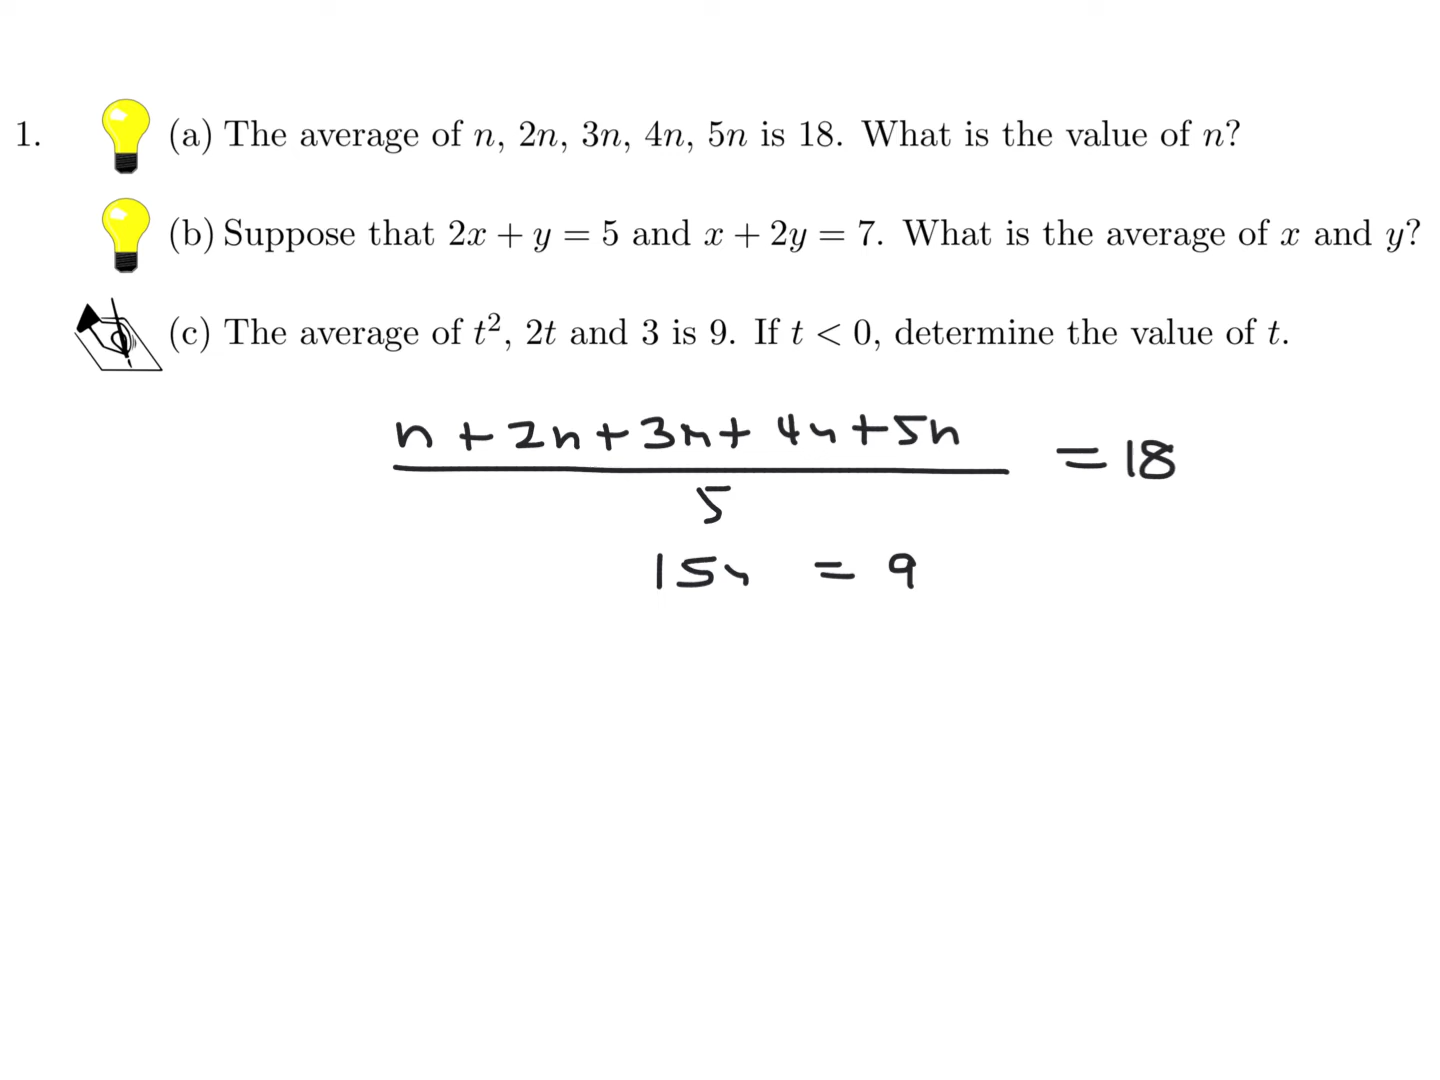 1. (a) The average of n, 2n, 3n, 4n, 5n is 18. What is the value of n?
(b) Suppose that 2x + y = 5 and x + 2y = 7. What is the average of x and y?
(c) The average of t², 2t and 3 is 9. If t < 0, determine the value of t.
n + 2n + 3n + 4n + 5n = 18
5
15n = 9